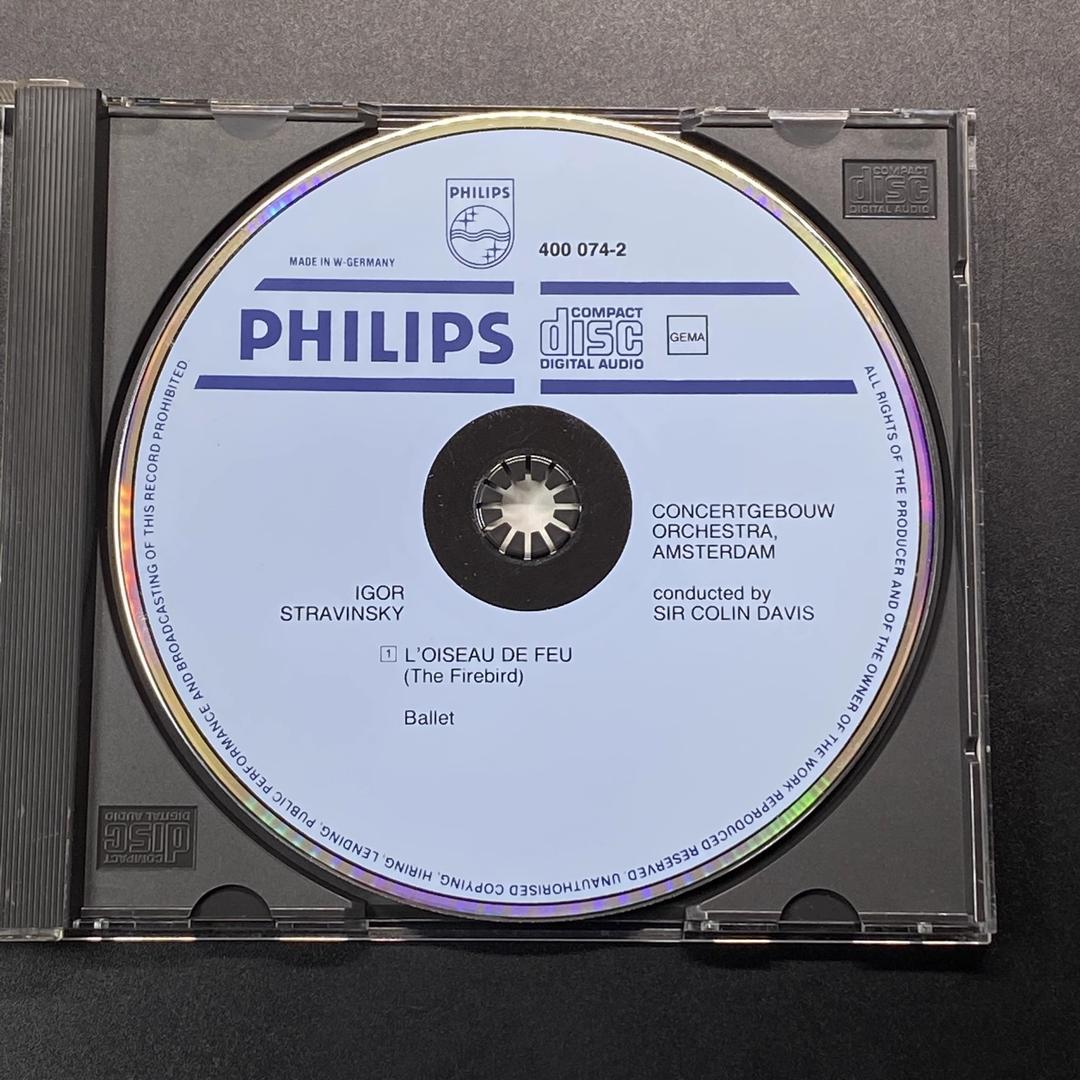 COMPACT
disc
DIGITAL AUDIO
PHILIPS
400 074-2
MADE IN W-GERMANY
PHILIPS
COMPACT
disc
DIGITAL AUDIO
GEMA
CONCERTGEBOUW
ORCHESTRA,
AMSTERDAM
conducted by
SIR COLIN DAVIS
IGOR
STRAVINSKY
1 L'OISEAU DE FEU
(The Firebird)
Ballet
ALL RIGHTS OF THE PRODUCER AND OF THE OWNER OF THE WORK REPRODUCED RESERVED. UNAUTHORISED COPYING, HIRING, LENDING, PUBLIC PERFORMANCE AND BROADCASTING OF THIS RECORD PROHIBITED.
COMPACT
disc
DIGITAL AUDIO